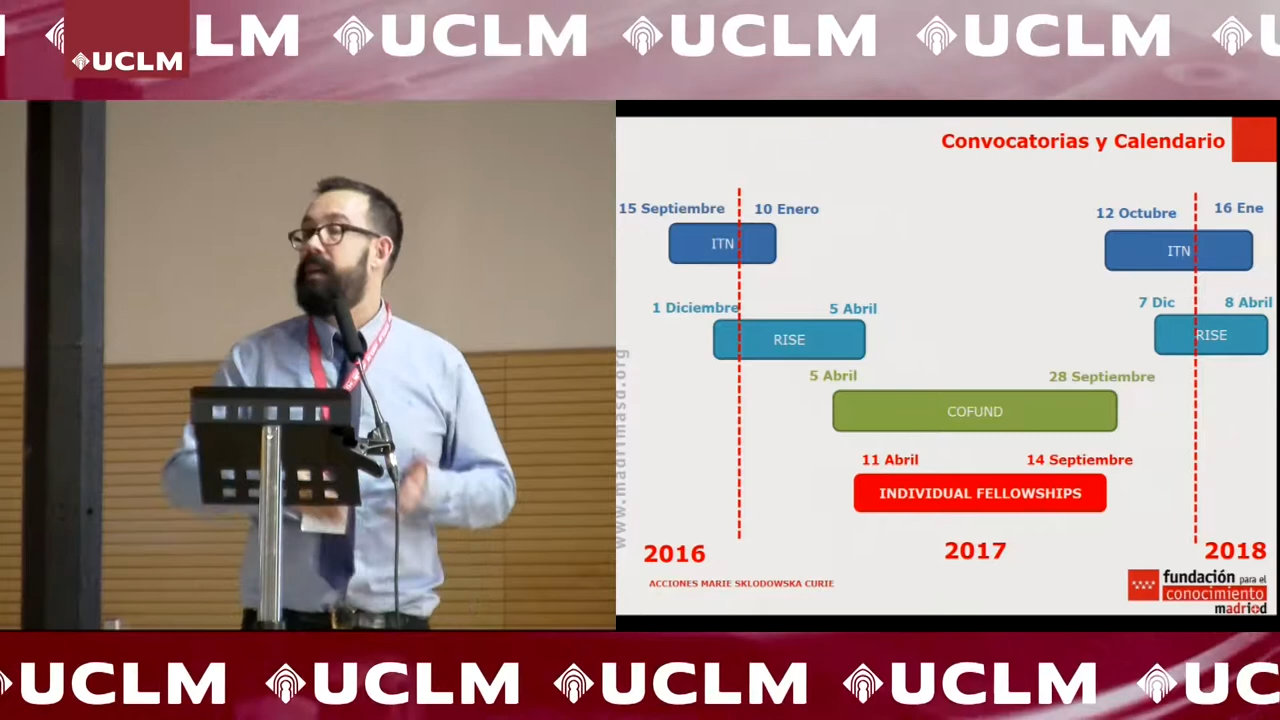 LM UCLM UCLM UCLM
UCLM
Convocatorias y Calendario
15 Septiembre 10 Enero
ITN
12 Octubre 16 Ene
ITN
1 Diciembre 5 Abril
RISE
7 Dic 8 Abril
RISE
5 Abril 28 Septiembre
COFUND
11 Abril 14 Septiembre
INDIVIDUAL FELLOWSHIPS
2016 2017 2018
ACCIONES MARIE SKLODOWSKA CURIE
www.madrimasd.org
fundación para el
conocimiento
madri+d
UCLM UCLM UCLM UCLM UC